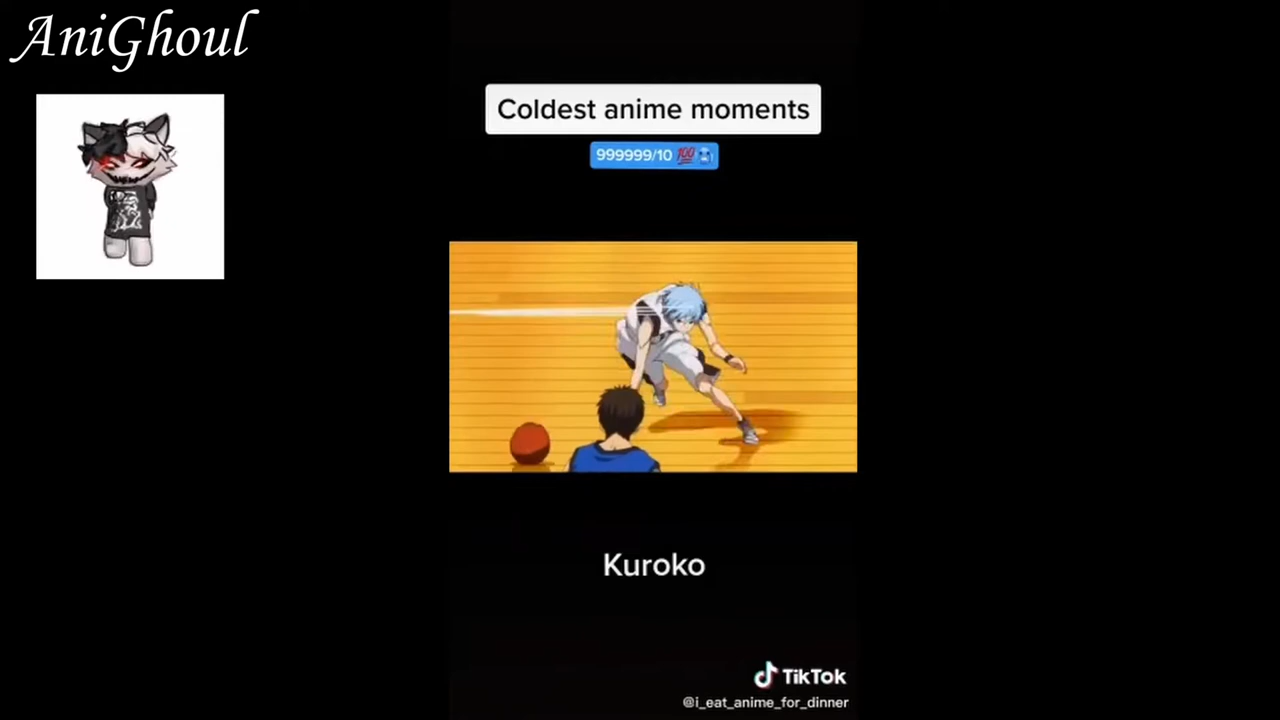 AniGhoul
Coldest anime moments
999999/10 💯🥶
Kuroko
TikTok
@i_eat_anime_for_dinner